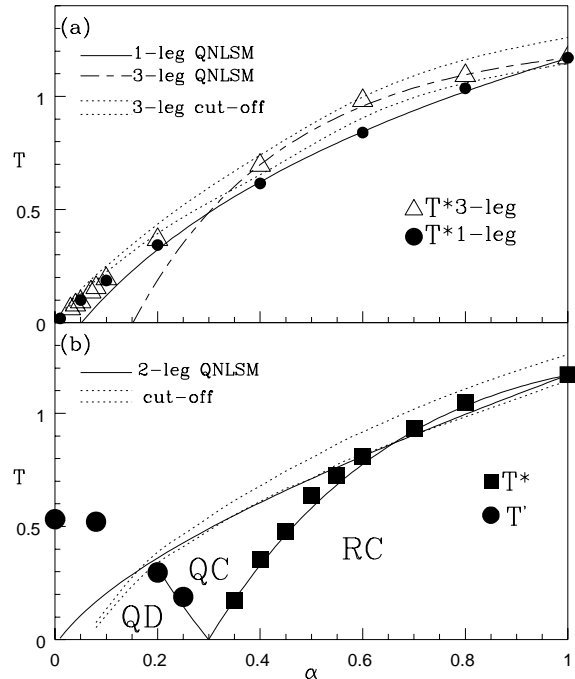 (a)
1-leg QNLSM
3-leg QNLSM
3-leg cut-off
1
T
T*3-leg
T*1-leg
0.5
0
(b)
2-leg QNLSM
cut-off
1
T
T*
T'
0.5
QC
RC
QD
0
0 0.2 0.4 0.6 0.8 1
α